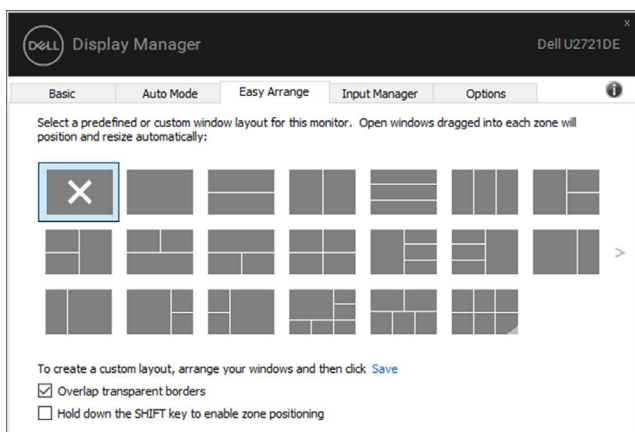 x
DELL Display Manager Dell U2721DE
Basic Auto Mode Easy Arrange Input Manager Options
Select a predefined or custom window layout for this monitor. Open windows dragged into each zone will
position and resize automatically:
To create a custom layout, arrange your windows and then click Save
Overlap transparent borders
Hold down the SHIFT key to enable zone positioning